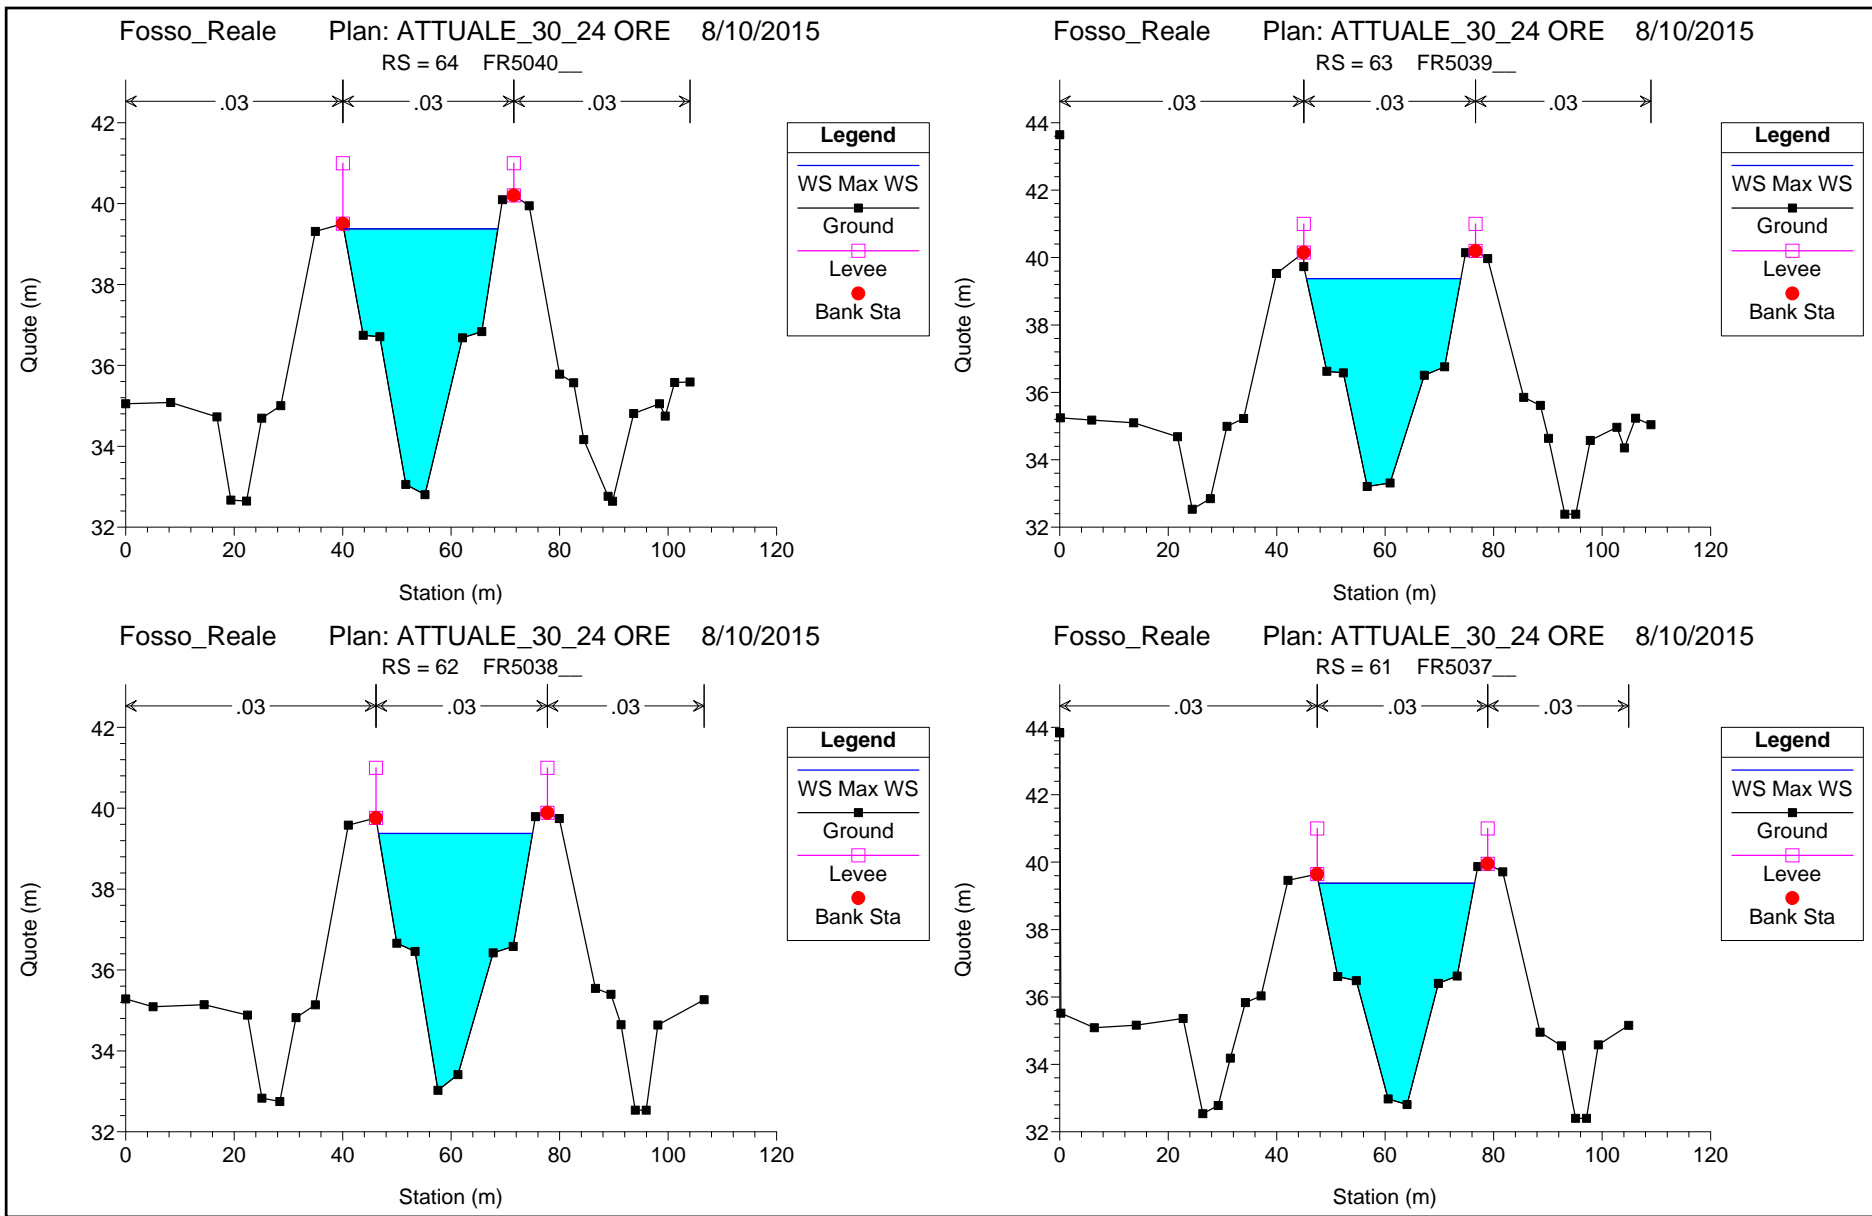 Fosso_Reale Plan: ATTUALE_30_24 ORE 8/10/2015
RS = 64 FR5040__
.03 .03 .03
42
40
38
36
34
32
0 20 40 60 80 100 120
Station (m)
Quote (m)
Legend
WS Max WS
Ground
Levee
Bank Sta
Fosso_Reale Plan: ATTUALE_30_24 ORE 8/10/2015
RS = 63 FR5039__
.03 .03 .03
44
42
40
38
36
34
32
0 20 40 60 80 100 120
Station (m)
Quote (m)
Legend
WS Max WS
Ground
Levee
Bank Sta
Fosso_Reale Plan: ATTUALE_30_24 ORE 8/10/2015
RS = 62 FR5038__
.03 .03 .03
42
40
38
36
34
32
0 20 40 60 80 100 120
Station (m)
Quote (m)
Legend
WS Max WS
Ground
Levee
Bank Sta
Fosso_Reale Plan: ATTUALE_30_24 ORE 8/10/2015
RS = 61 FR5037__
.03 .03 .03
44
42
40
38
36
34
32
0 20 40 60 80 100 120
Station (m)
Quote (m)
Legend
WS Max WS
Ground
Levee
Bank Sta